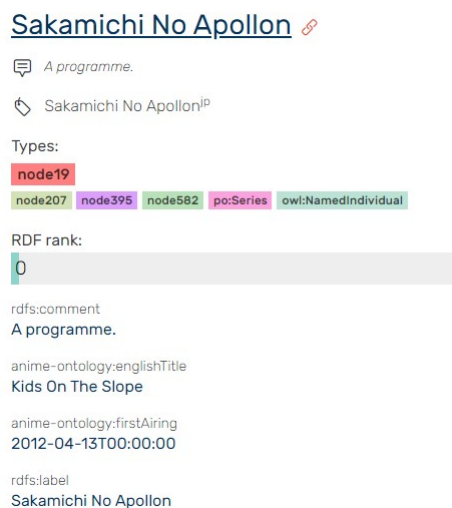 Sakamichi No Apollon
A programme.
Sakamichi No Apollonjp
Types:
node19
node207 node395 node582 po:Series owl:NamedIndividual
RDF rank:
0
rdfs:comment
A programme.
anime-ontology:englishTitle
Kids On The Slope
anime-ontology:firstAiring
2012-04-13T00:00:00
rdfs:label
Sakamichi No Apollon